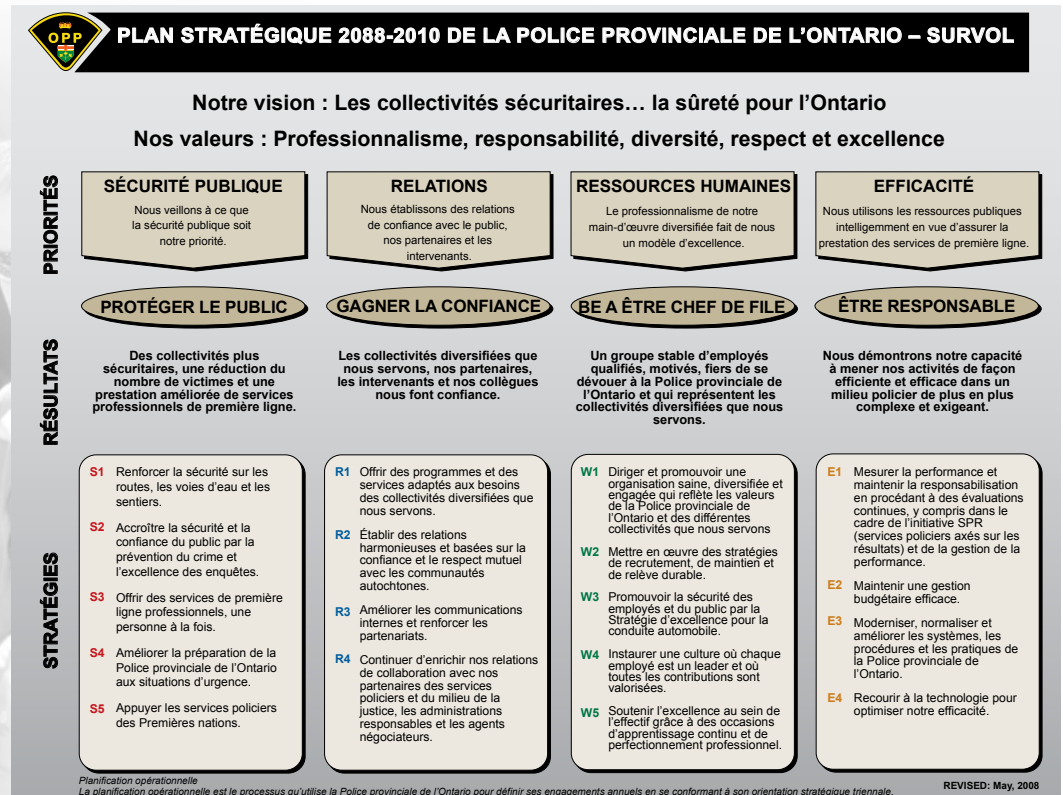 OPP
PLAN STRATÉGIQUE 2088-2010 DE LA POLICE PROVINCIALE DE L'ONTARIO – SURVOL
Notre vision : Les collectivités sécuritaires… la sûreté pour l'Ontario
Nos valeurs : Professionnalisme, responsabilité, diversité, respect et excellence
PRIORITÉS
SÉCURITÉ PUBLIQUE
Nous veillons à ce que
la sécurité publique soit
notre priorité.
RELATIONS
Nous établissons des relations
de confiance avec le public,
nos partenaires et les
intervenants.
RESSOURCES HUMAINES
Le professionnalisme de notre
main-d'œuvre diversifiée fait de nous
un modèle d'excellence.
EFFICACITÉ
Nous utilisons les ressources publiques
intelligemment en vue d'assurer la
prestation des services de première ligne.
PROTÉGER LE PUBLIC
GAGNER LA CONFIANCE
BE A ÊTRE CHEF DE FILE
ÊTRE RESPONSABLE
RÉSULTATS
Des collectivités plus
sécuritaires, une réduction du
nombre de victimes et une
prestation améliorée de services
professionnels de première ligne.
Les collectivités diversifiées que
nous servons, nos partenaires,
les intervenants et nos collègues
nous font confiance.
Un groupe stable d'employés
qualifiés, motivés, fiers de se
dévouer à la Police provinciale de
l'Ontario et qui représentent les
collectivités diversifiées que nous
servons.
Nous démontrons notre capacité
à mener nos activités de façon
efficiente et efficace dans un
milieu policier de plus en plus
complexe et exigeant.
STRATÉGIES
S1 Renforcer la sécurité sur les
routes, les voies d'eau et les
sentiers.
S2 Accroître la sécurité et la
confiance du public par la
prévention du crime et
l'excellence des enquêtes.
S3 Offrir des services de première
ligne professionnels, une
personne à la fois.
S4 Améliorer la préparation de la
Police provinciale de l'Ontario
aux situations d'urgence.
S5 Appuyer les services policiers
des Premières nations.
R1 Offrir des programmes et des
services adaptés aux besoins
des collectivités diversifiées que
nous servons.
R2 Établir des relations
harmonieuses et basées sur la
confiance et le respect mutuel
avec les communautés
autochtones.
R3 Améliorer les communications
internes et renforcer les
partenariats.
R4 Continuer d'enrichir nos relations
de collaboration avec nos
partenaires des services
policiers et du milieu de la
justice, les administrations
responsables et les agents
négociateurs.
W1 Diriger et promouvoir une
organisation saine, diversifiée et
engagée qui reflète les valeurs
de la Police provinciale de
l'Ontario et des différentes
collectivités que nous servons
W2 Mettre en œuvre des stratégies
de recrutement, de maintien et
de relève durable.
W3 Promouvoir la sécurité des
employés et du public par la
Stratégie d'excellence pour la
conduite automobile.
W4 Instaurer une culture où chaque
employé est un leader et où
toutes les contributions sont
valorisées.
W5 Soutenir l'excellence au sein de
l'effectif grâce à des occasions
d'apprentissage continu et de
perfectionnement professionnel.
E1 Mesurer la performance et
maintenir la responsabilisation
en procédant à des évaluations
continues, y compris dans le
cadre de l'initiative SPR
(services policiers axés sur les
résultats) et de la gestion de la
performance.
E2 Maintenir une gestion
budgétaire efficace.
E3 Moderniser, normaliser et
améliorer les systèmes, les
procédures et les pratiques de
la Police provinciale de
l'Ontario.
E4 Recourir à la technologie pour
optimiser notre efficacité.
Planification opérationnelle
La planification opérationnelle est le processus qu'utilise la Police provinciale de l'Ontario pour définir ses engagements annuels en se conformant à son orientation stratégique triennale.
REVISED: May, 2008